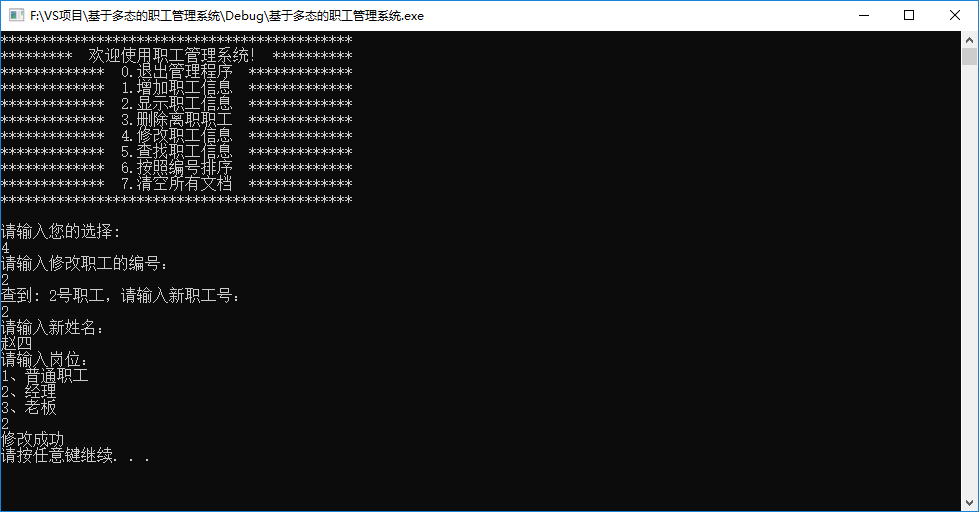 F:\VS项目\基于多态的职工管理系统\Debug\基于多态的职工管理系统.exe
********************************************
*********  欢迎使用职工管理系统!  **********
*************  0.退出管理程序  *************
*************  1.增加职工信息  *************
*************  2.显示职工信息  *************
*************  3.删除离职职工  *************
*************  4.修改职工信息  *************
*************  5.查找职工信息  *************
*************  6.按照编号排序  *************
*************  7.清空所有文档  *************
********************************************
请输入您的选择:
4
请输入修改职工的编号:
2
查到: 2号职工, 请输入新职工号:
2
请输入新姓名:
赵四
请输入岗位:
1、普通职工
2、经理
3、老板
2
修改成功
请按任意键继续. . .